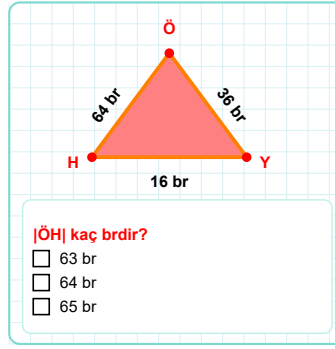 Ö
64 br
36 br
H
Y
16 br
|ÖH| kaç brdir?
63 br
64 br
65 br